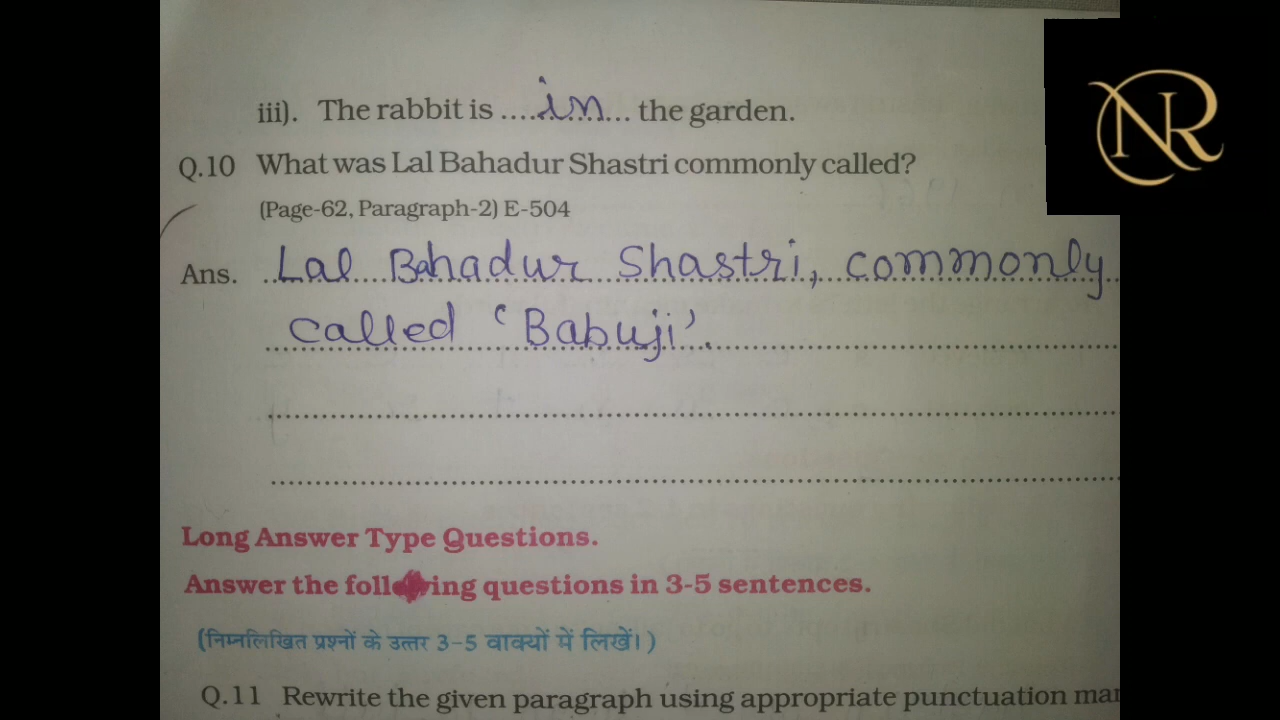 iii). The rabbit is ....in.... the garden.
Q.10 What was Lal Bahadur Shastri commonly called?
(Page-62, Paragraph-2) E-504
Ans. Lal Bahadur Shastri, commonly
called 'Babuji'.
Long Answer Type Questions.
Answer the following questions in 3-5 sentences.
(निम्नलिखित प्रश्नों के उत्तर 3-5 वाक्यों में लिखें।)
Q.11 Rewrite the given paragraph using appropriate punctuation mar
NR